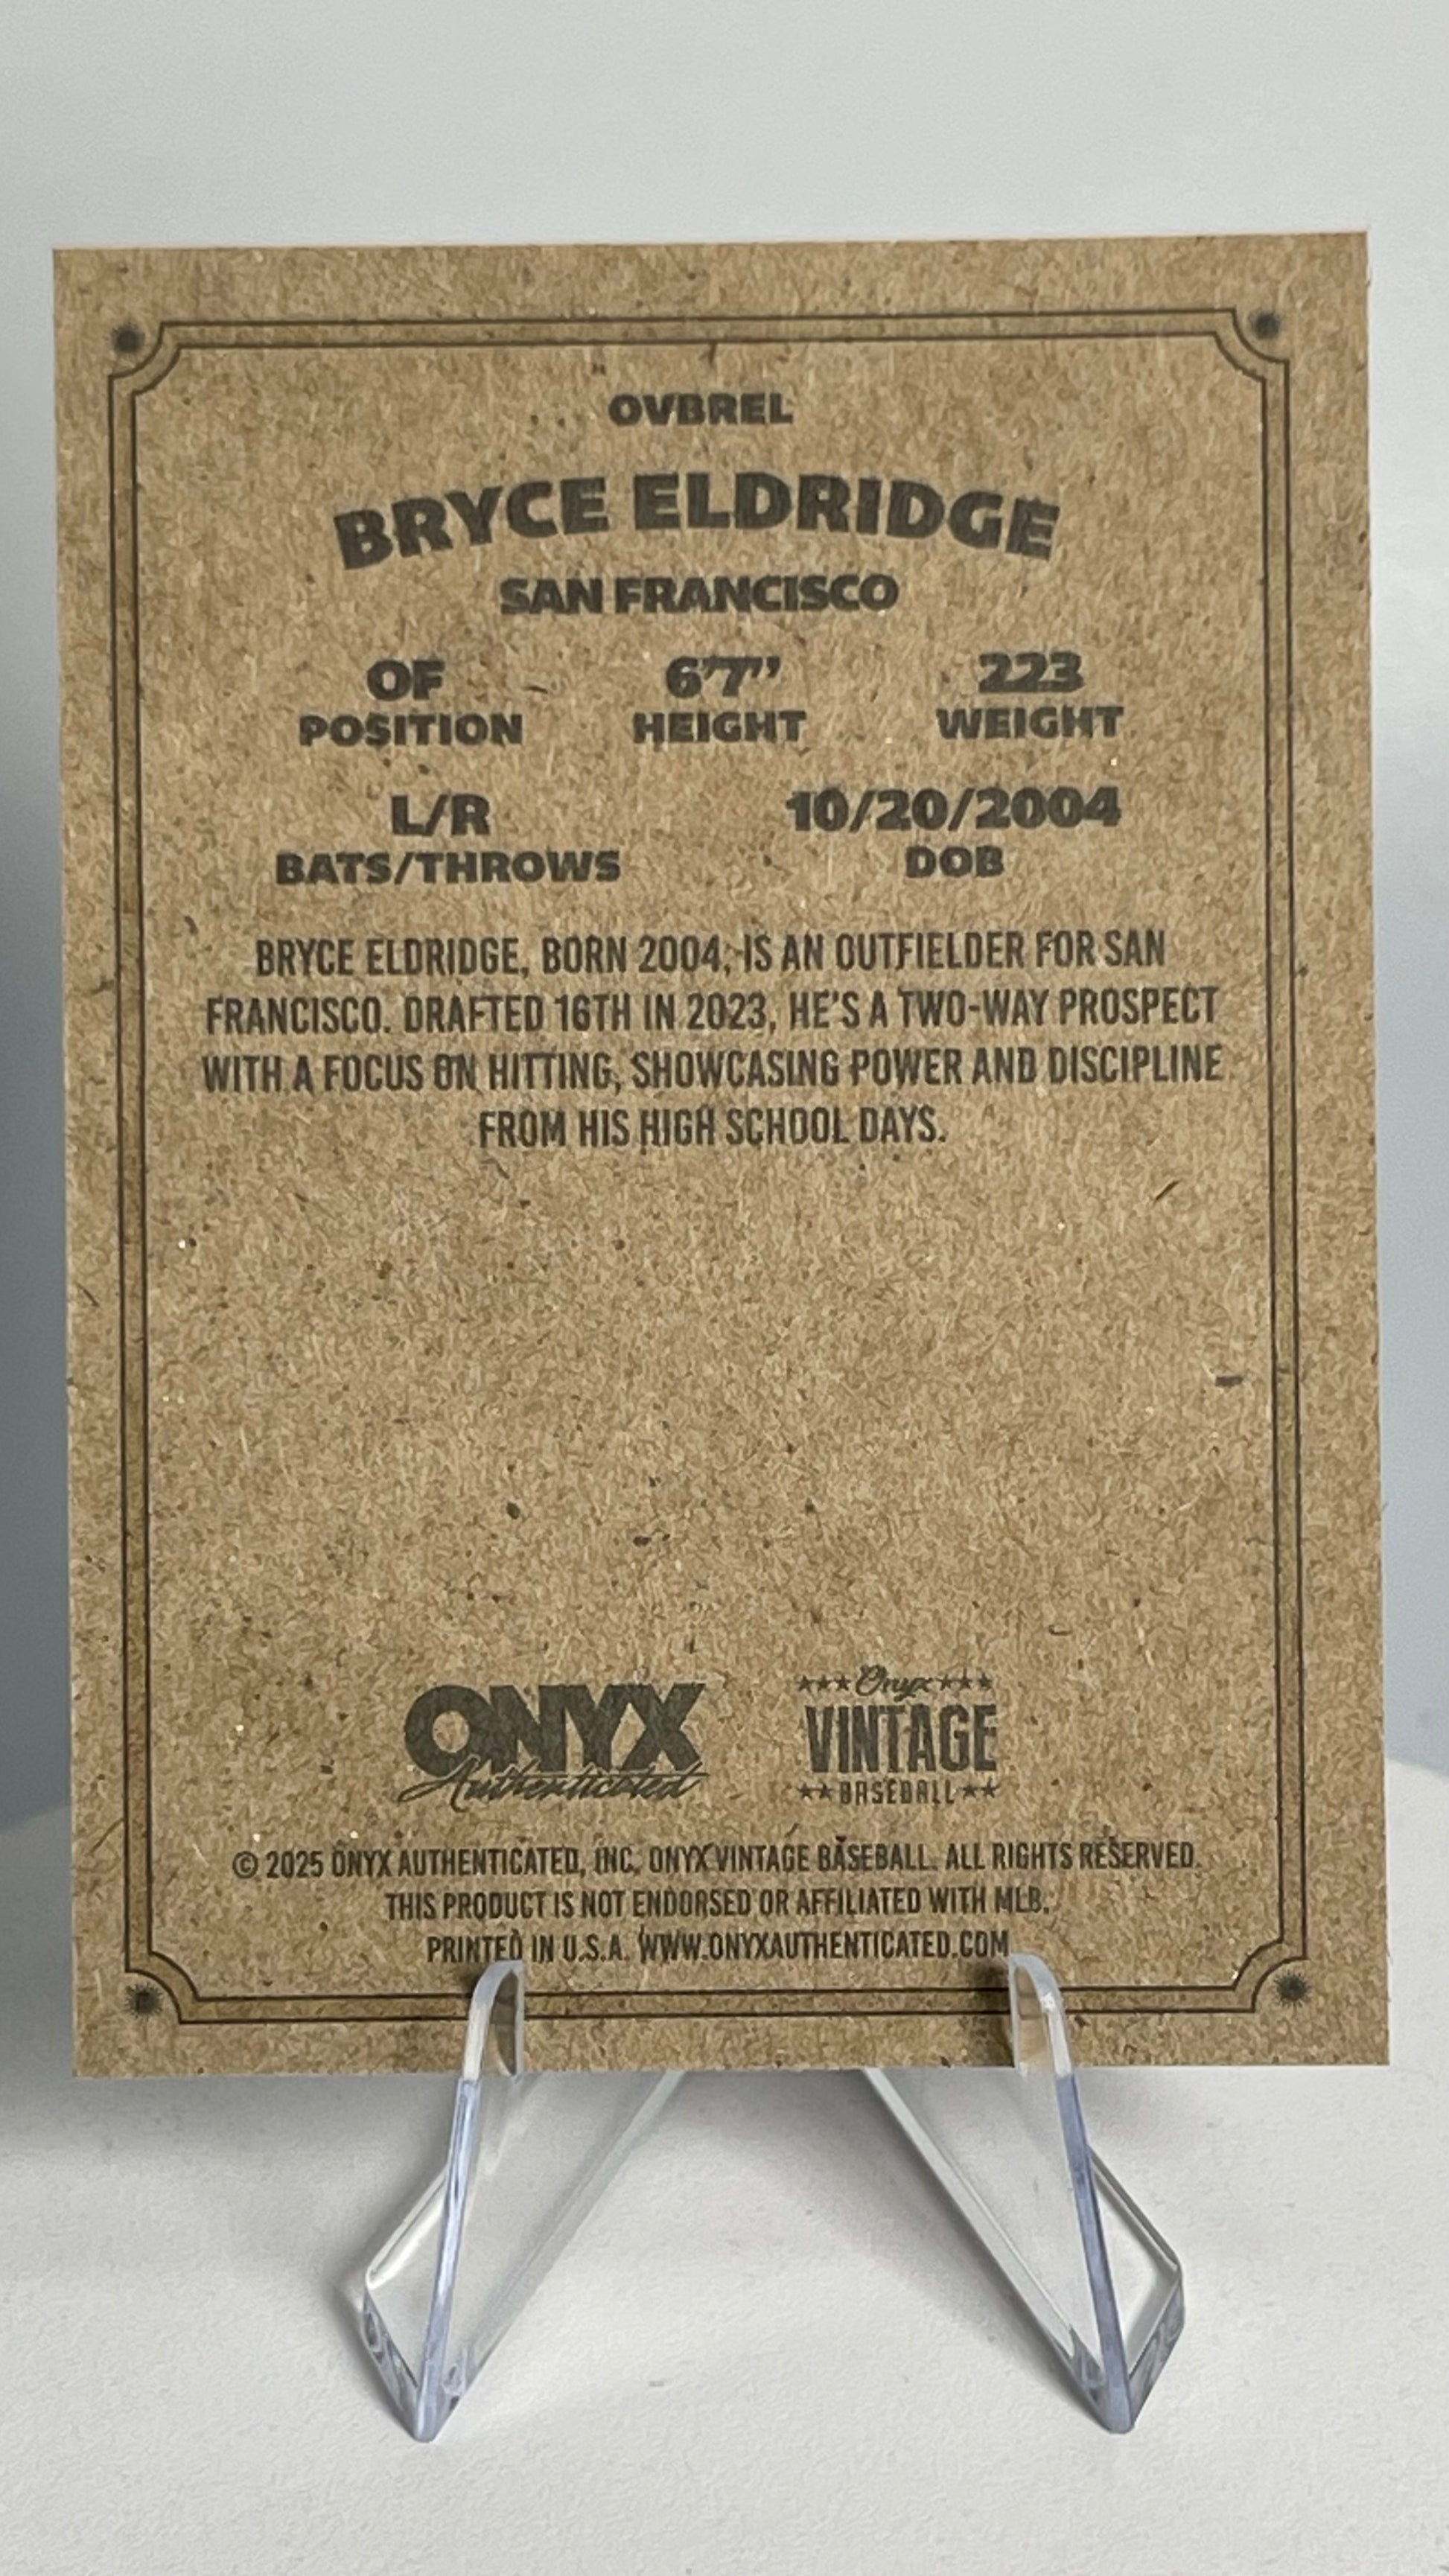 OVBREL
BRYCE ELDRIDGE
SAN FRANCISCO
OF 6'7" 223
POSITION HEIGHT WEIGHT
L/R 10/20/2004
BATS/THROWS DOB
BRYCE ELDRIDGE, BORN 2004, IS AN OUTFIELDER FOR SAN
FRANCISCO. DRAFTED 16TH IN 2023, HE'S A TWO-WAY PROSPECT
WITH A FOCUS ON HITTING, SHOWCASING POWER AND DISCIPLINE
FROM HIS HIGH SCHOOL DAYS.
ONYX
Authenticated
Onyx
VINTAGE
BASEBALL
© 2025 ONYX AUTHENTICATED, INC. ONYX VINTAGE BASEBALL. ALL RIGHTS RESERVED.
THIS PRODUCT IS NOT ENDORSED OR AFFILIATED WITH MLB.
PRINTED IN U.S.A. WWW.ONYXAUTHENTICATED.COM